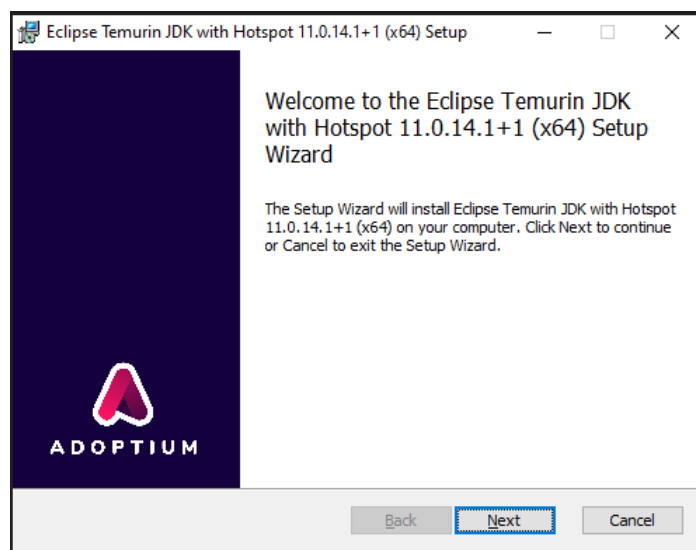 Eclipse Temurin JDK with Hotspot 11.0.14.1+1 (x64) Setup
Welcome to the Eclipse Temurin JDK
with Hotspot 11.0.14.1+1 (x64) Setup
Wizard
The Setup Wizard will install Eclipse Temurin JDK with Hotspot
11.0.14.1+1 (x64) on your computer. Click Next to continue
or Cancel to exit the Setup Wizard.
ADOPTIUM
Back Next Cancel